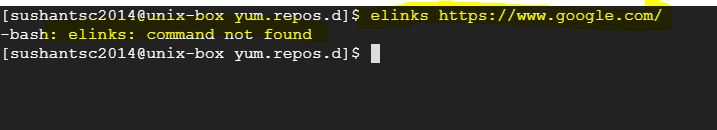 [sushantsc2014@unix-box yum.repos.d]$ elinks https://www.google.com/
-bash: elinks: command not found
[sushantsc2014@unix-box yum.repos.d]$